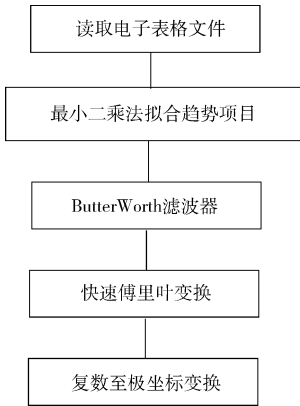 读取电子表格文件
最小二乘法拟合趋势项目
ButterWorth滤波器
快速傅里叶变换
复数至极坐标变换